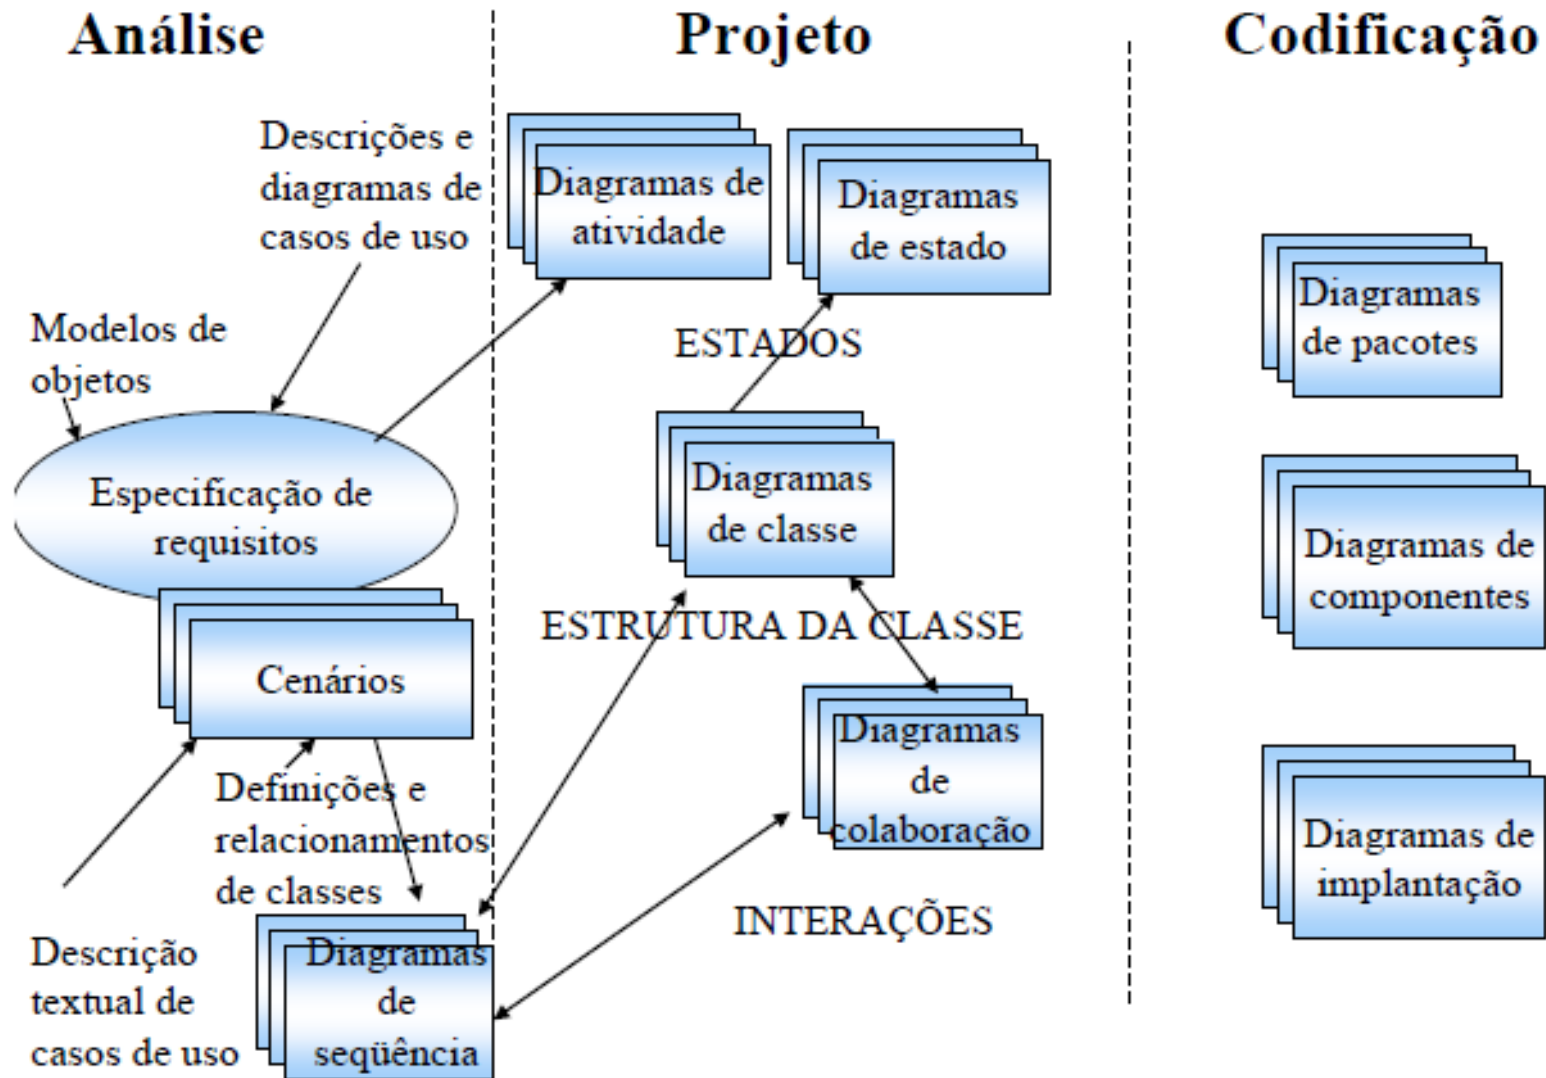 Análise
Projeto
Codificação
Descrições e
diagramas de
casos de uso
Diagramas de
atividade
Diagramas
de estado
Diagramas
de pacotes
Modelos de
objetos
ESTADOS
Especificação de
requisitos
Diagramas
de classe
Diagramas de
componentes
ESTRUTURA DA CLASSE
Cenários
Diagramas
de
colaboração
Definições e
relacionamentos
de classes
Diagramas de
implantação
INTERAÇÕES
Descrição
textual de
casos de uso
Diagramas
de
seqüência